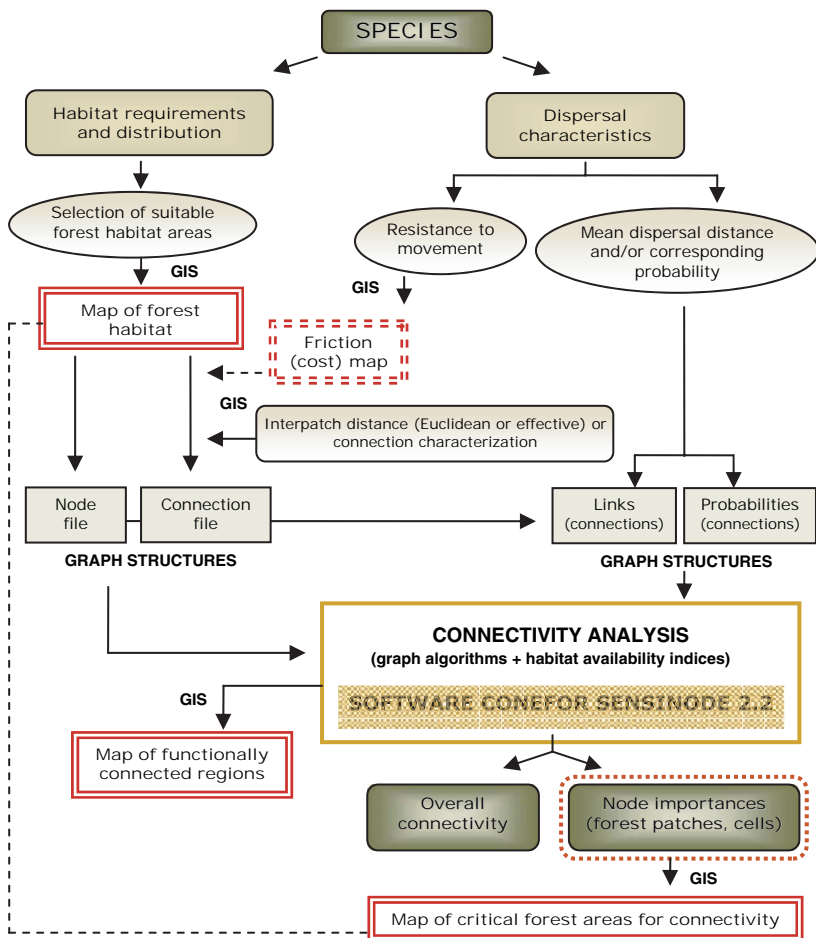 SPECIES
Habitat requirements
and distribution
Dispersal
characteristics
Selection of suitable
forest habitat areas
Resistance to
movement
Mean dispersal distance
and/or corresponding
probability
GIS
GIS
Map of forest
habitat
Friction
(cost) map
GIS
Interpatch distance (Euclidean or effective) or
connection characterization
Node
file
Connection
file
Links
(connections)
Probabilities
(connections)
GRAPH STRUCTURES
GRAPH STRUCTURES
CONNECTIVITY ANALYSIS
(graph algorithms + habitat availability indices)
SOFTWARE CONEFOR SENSINODE 2.2
GIS
Map of functionally
connected regions
Overall
connectivity
Node importances
(forest patches, cells)
GIS
Map of critical forest areas for connectivity